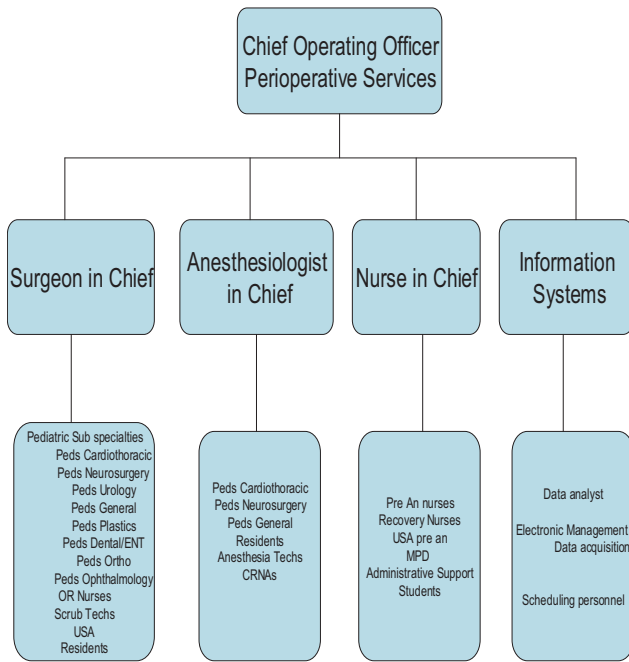 Chief Operating Officer
Perioperative Services
Surgeon in Chief
Anesthesiologist
in Chief
Nurse in Chief
Information
Systems
Pediatric Sub specialties
Peds Cardiothoracic
Peds Neurosurgery
Peds Urology
Peds General
Peds Plastics
Peds Dental/ENT
Peds Ortho
Peds Ophthalmology
OR Nurses
Scrub Techs
USA
Residents
Peds Cardiothoracic
Peds Neurosurgery
Peds General
Residents
Anesthesia Techs
CRNAs
Pre An nurses
Recovery Nurses
USA pre an
MPD
Administrative Support
Students
Data analyst
Electronic Management
Data acquisition
Scheduling personnel